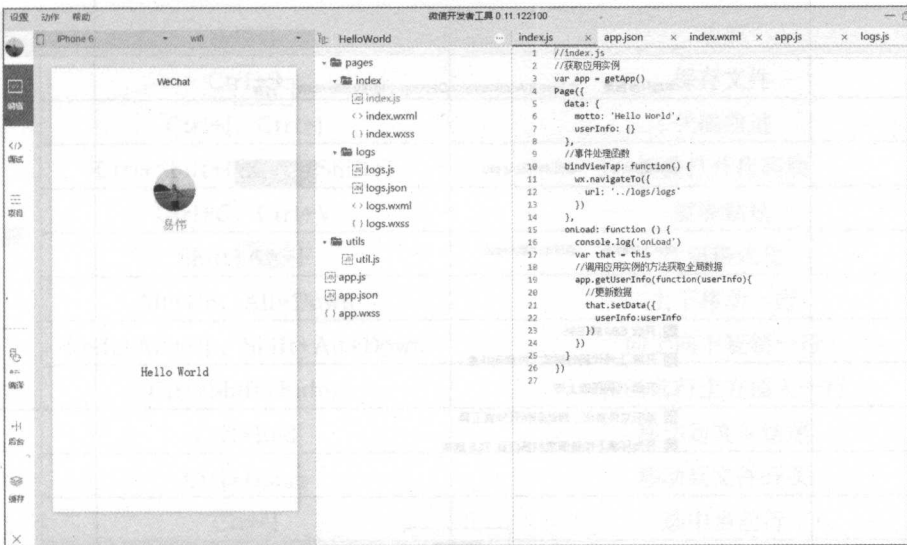 设置 动作 帮助
微信开发者工具 0.11.122100
iPhone 6
wifi
HelloWorld
index.js × app.json × index.wxml × app.js × logs.js
编辑
调试
项目
编译
后台
缓存
WeChat
易伟
Hello World
pages
index
index.js
index.wxml
index.wxss
logs
logs.js
logs.json
logs.wxml
logs.wxss
utils
util.js
app.js
app.json
app.wxss
1 //index.js
2 //获取应用实例
3 var app = getApp()
4 Page({
5 data: {
6 motto: 'Hello World',
7 userInfo: {}
8 },
9 //事件处理函数
10 bindViewTap: function() {
11 wx.navigateTo({
12 url: '../logs/logs'
13 })
14 },
15 onLoad: function () {
16 console.log('onLoad')
17 var that = this
18 //调用应用实例的方法获取全局数据
19 app.getUserInfo(function(userInfo){
20 //更新数据
21 that.setData({
22 userInfo:userInfo
23 })
24 })
25 }
26 })
27